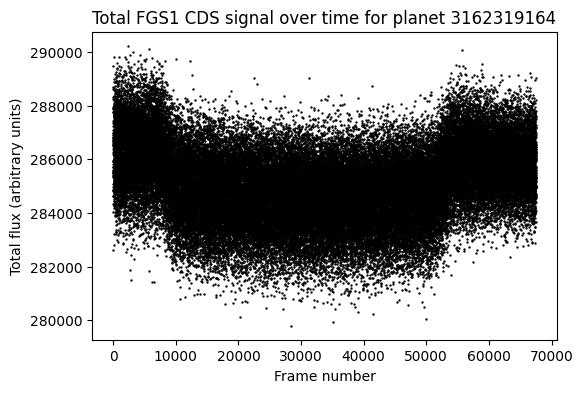 Total FGS1 CDS signal over time for planet 3162319164
Total flux (arbitrary units)
290000
288000
286000
284000
282000
280000
0 10000 20000 30000 40000 50000 60000 70000
Frame number